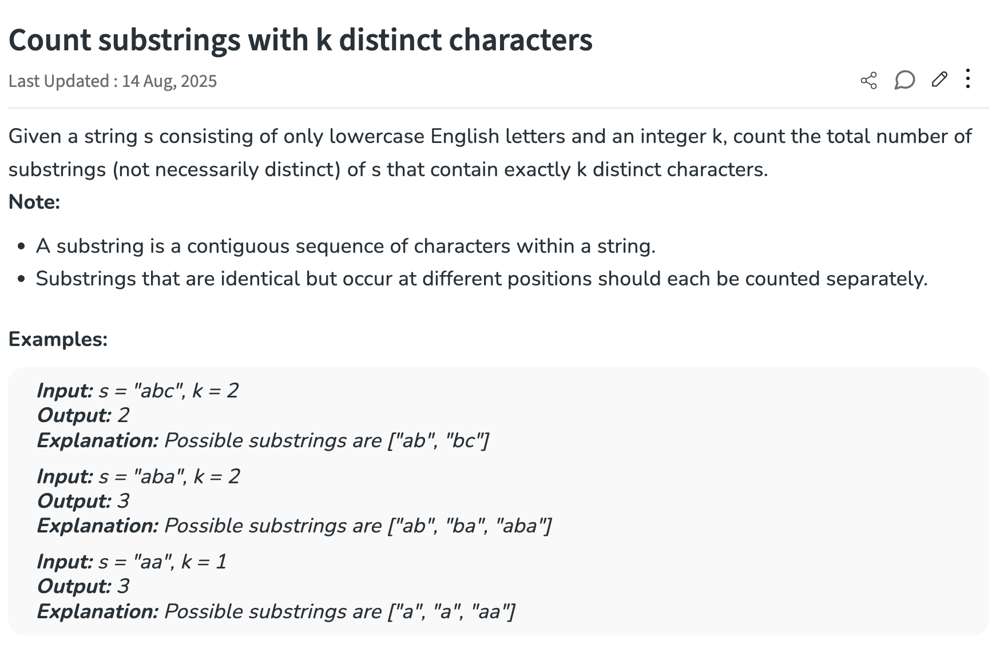 Count substrings with k distinct characters
Last Updated : 14 Aug, 2025
Given a string s consisting of only lowercase English letters and an integer k, count the total number of
substrings (not necessarily distinct) of s that contain exactly k distinct characters.
Note:
• A substring is a contiguous sequence of characters within a string.
• Substrings that are identical but occur at different positions should each be counted separately.
Examples:
Input: s = "abc", k = 2
Output: 2
Explanation: Possible substrings are ["ab", "bc"]
Input: s = "aba", k = 2
Output: 3
Explanation: Possible substrings are ["ab", "ba", "aba"]
Input: s = "aa", k = 1
Output: 3
Explanation: Possible substrings are ["a", "a", "aa"]